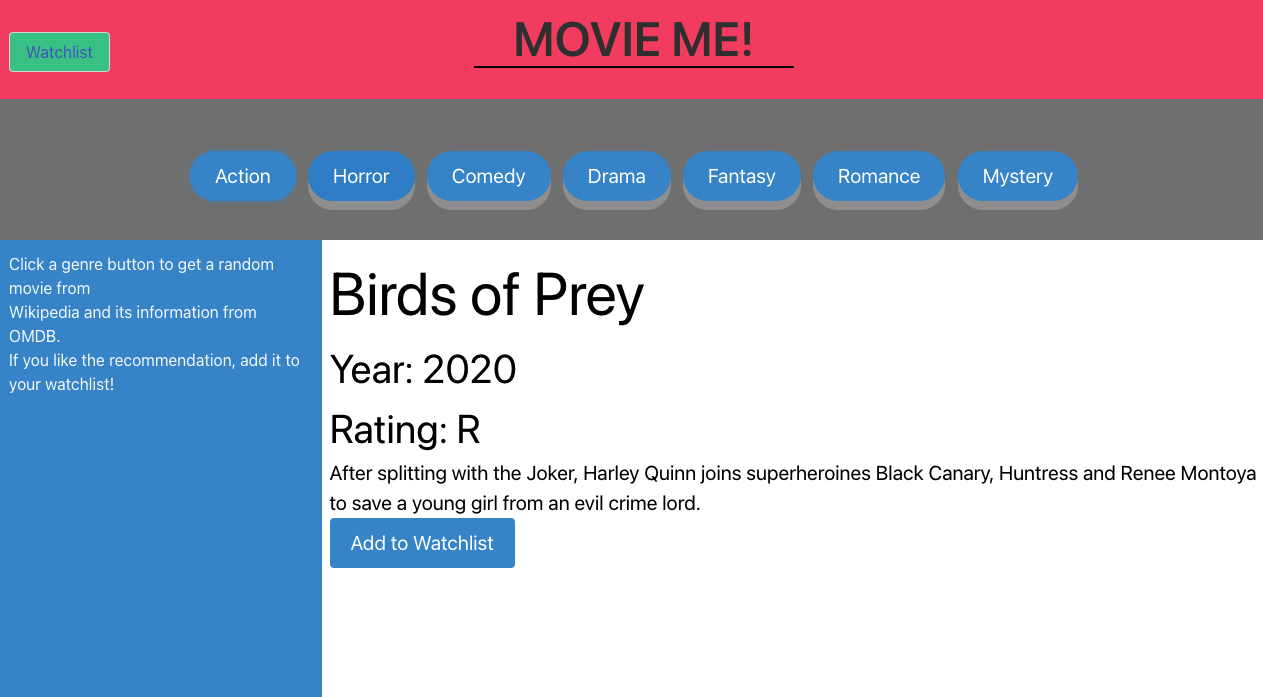 MOVIE ME!
Watchlist
Action Horror Comedy Drama Fantasy Romance Mystery
Click a genre button to get a random
movie from
Wikipedia and its information from
OMDB.
If you like the recommendation, add it to
your watchlist!
Birds of Prey
Year: 2020
Rating: R
After splitting with the Joker, Harley Quinn joins superheroines Black Canary, Huntress and Renee Montoya
to save a young girl from an evil crime lord.
Add to Watchlist